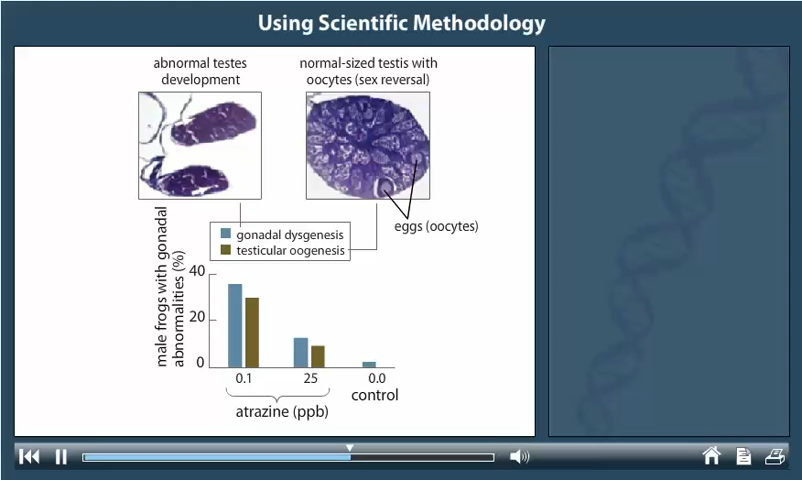 Using Scientific Methodology
abnormal testes
development
normal-sized testis with
oocytes (sex reversal)
eggs (oocytes)
gonadal dysgenesis
testicular oogenesis
male frogs with gonadal
abnormalities (%)
40
20
0
0.1
25
0.0
control
atrazine (ppb)